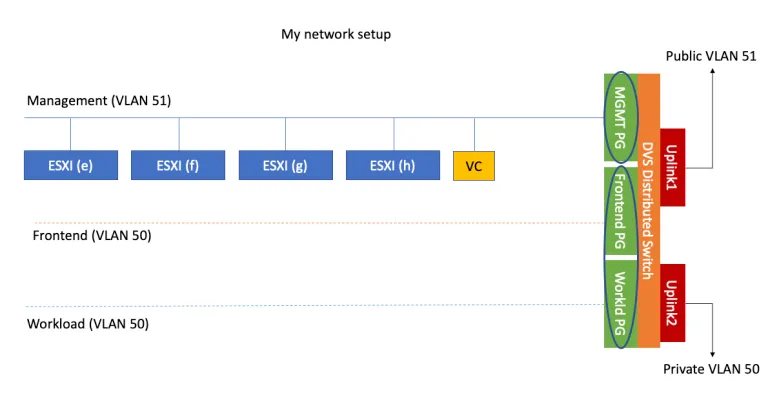 My network setup
Public VLAN 51
Management (VLAN 51)
MGMT PG
ESXI (e)
ESXI (f)
ESXI (g)
ESXI (h)
VC
Uplink1
DVS Distributed Switch
Frontend PG
Frontend (VLAN 50)
Workld PG
Uplink2
Workload (VLAN 50)
Private VLAN 50